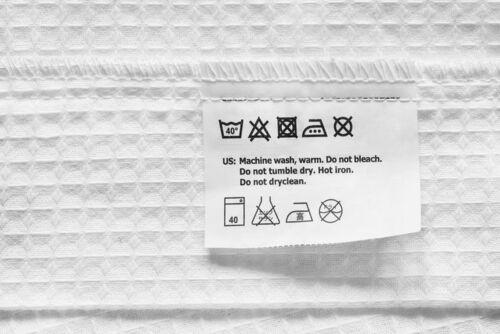 40°
US: Machine wash, warm. Do not bleach.
Do not tumble dry. Hot iron.
Do not dryclean.
40